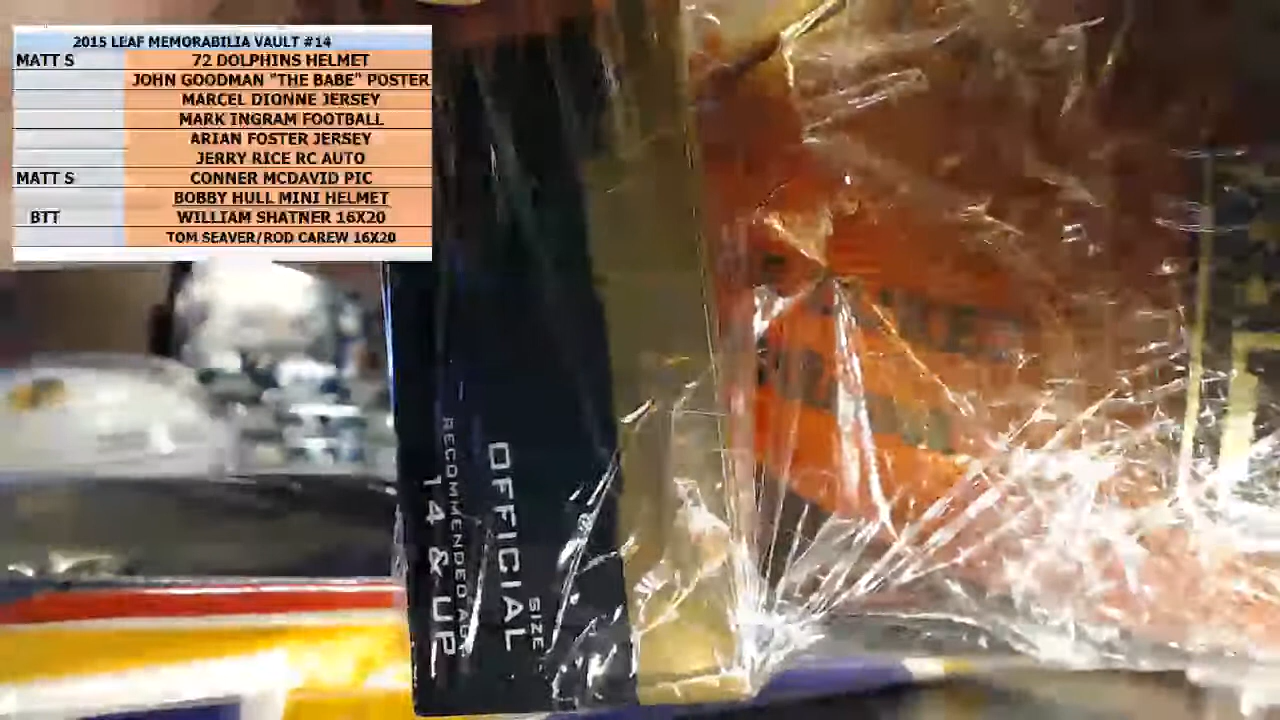 2015 LEAF MEMORABILIA VAULT #14
MATT S 72 DOLPHINS HELMET
JOHN GOODMAN "THE BABE" POSTER
MARCEL DIONNE JERSEY
MARK INGRAM FOOTBALL
ARIAN FOSTER JERSEY
JERRY RICE RC AUTO
MATT S CONNER MCDAVID PIC
BOBBY HULL MINI HELMET
BTT WILLIAM SHATNER 16X20
TOM SEAVER/ROD CAREW 16X20
OFFICIAL
SIZE
RECOMMENDED AGE
14 & UP